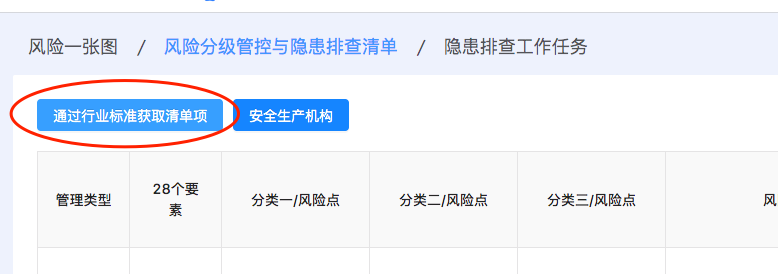 风险一张图 / 风险分级管控与隐患排查清单 / 隐患排查工作任务
通过行业标准获取清单项 安全生产机构
管理类型 28个要 分类一/风险点 分类二/风险点 分类三/风险点 风
素